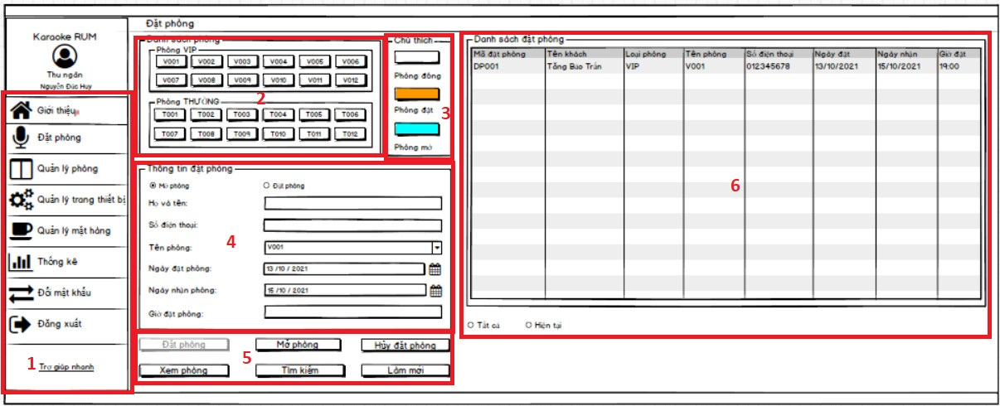 Đặt phòng
Karaoke RUM
Thu ngân
Nguyễn Đức Huy
Giới thiệu
Đặt phòng
Quản lý phòng
Quản lý trang thiết bị
Quản lý mặt hàng
Thống kê
Đổi mật khẩu
Đăng xuất
1
Trợ giúp nhanh
Danh sách phòng
Phòng VIP
V001 V002 V003 V004 V005 V006
V007 V008 V009 V010 V011 V012
2
Phòng THƯỜNG
T001 T002 T003 T004 T005 T006
T007 T008 T009 T010 T011 T012
Chú thích
Phòng đóng
Phòng đặt
3
Phòng mở
Thông tin đặt phòng
Mở phòng Đặt phòng
Họ và tên:
Số điện thoại:
4
Tên phòng: V001
Ngày đặt phòng: 13 /10 / 2021
Ngày nhận phòng: 15 /10 / 2021
Giờ đặt phòng:
Đặt phòng Mở phòng Hủy đặt phòng
5
Xem phòng Tìm kiếm Làm mới
Danh sách đặt phòng
Mã đặt phòng Tên khách Loại phòng Tên phòng Số điện thoại Ngày đặt Ngày nhận Giờ đặt
DP001 Tăng Bảo Trấn VIP V001 012345678 13/10/2021 15/10/2021 19:00
6
Tất cả Hiện tại